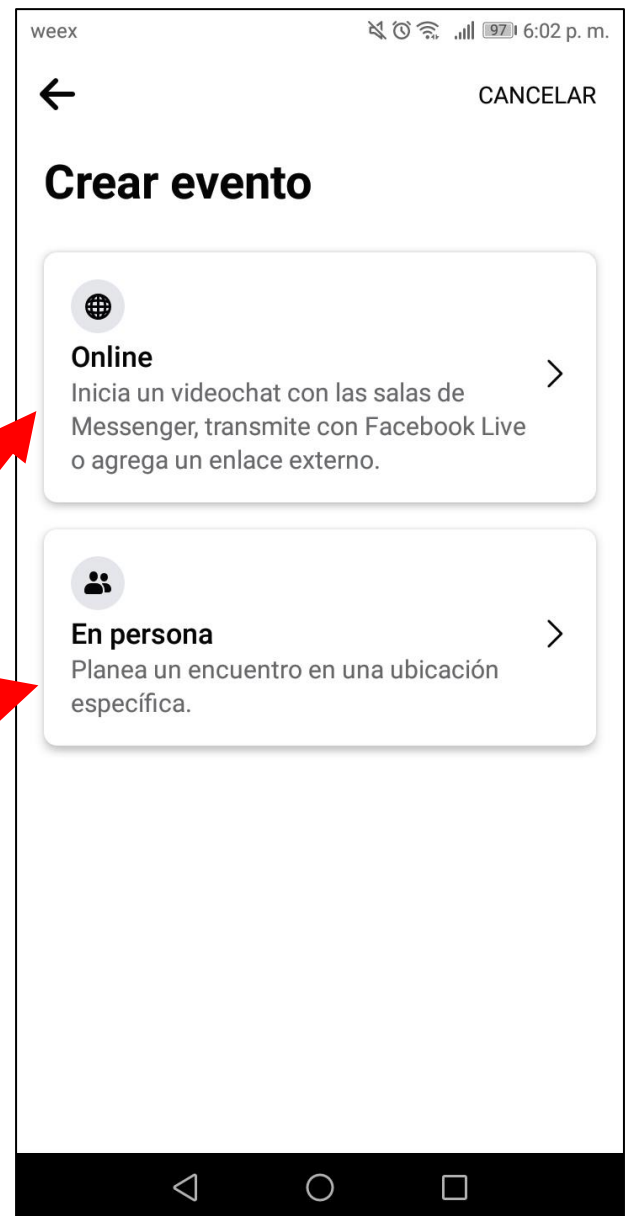 weex 97 6:02 p. m.
CANCELAR
Crear evento
Online
Inicia un videochat con las salas de
Messenger, transmite con Facebook Live
o agrega un enlace externo.
En persona
Planea un encuentro en una ubicación
específica.